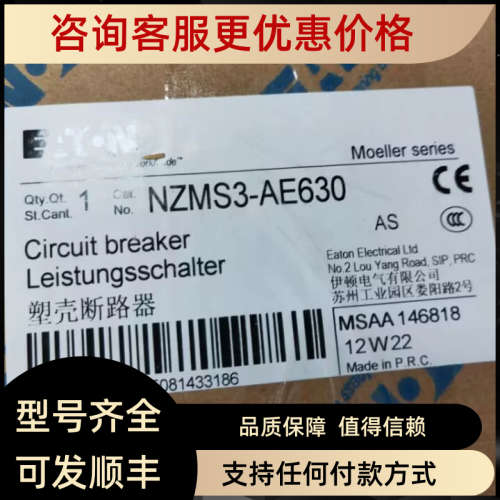 咨询客服更优惠价格
EATON
Moeller series
Qty.Qt.
St.Cant.
1
Cat.
No.
NZMS3-AE630
AS
Circuit breaker
Leistungsschalter
塑壳断路器
Eaton Electrical Ltd
No.2 Lou Yang Road, SIP, PRC
伊顿电气有限公司
苏州工业园区娄阳路2号
MSAA 146818
12W22
Made in P.R.C.
081433186
型号齐全
可发顺丰
品质保障 值得信赖
支持任何付款方式